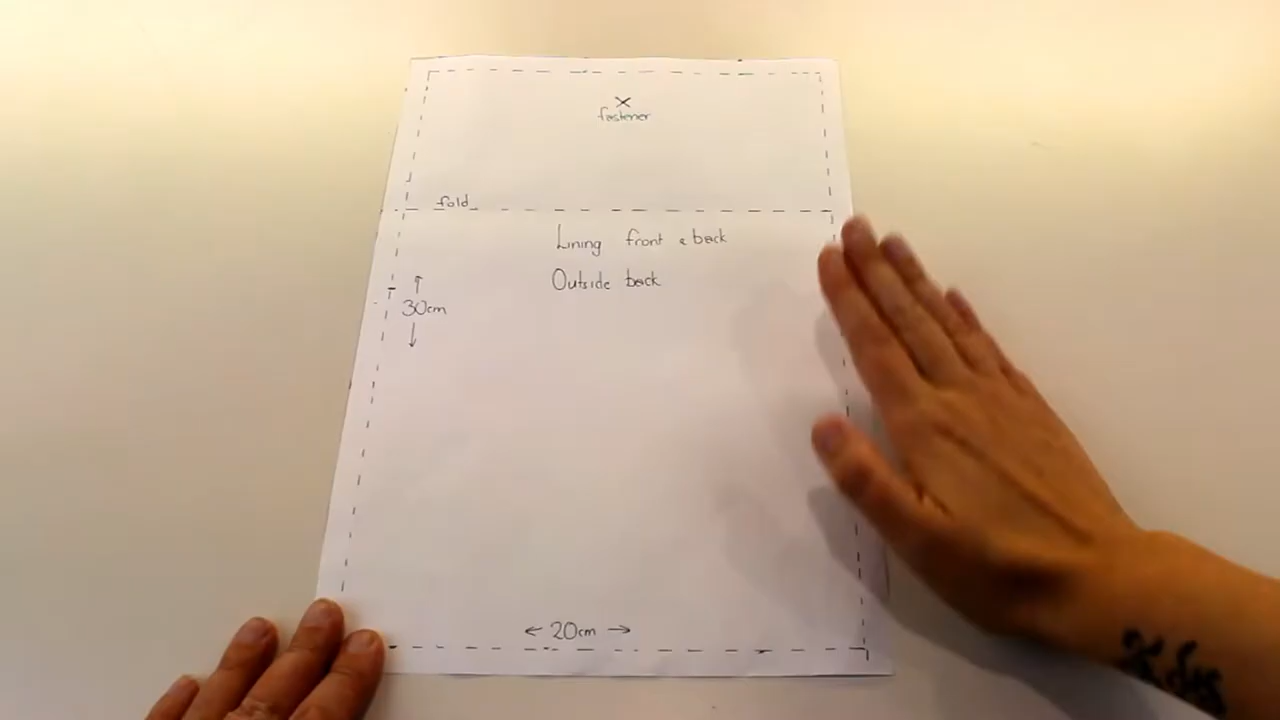 X
fastener
fold
Lining front & back
Outside back
30cm
20cm